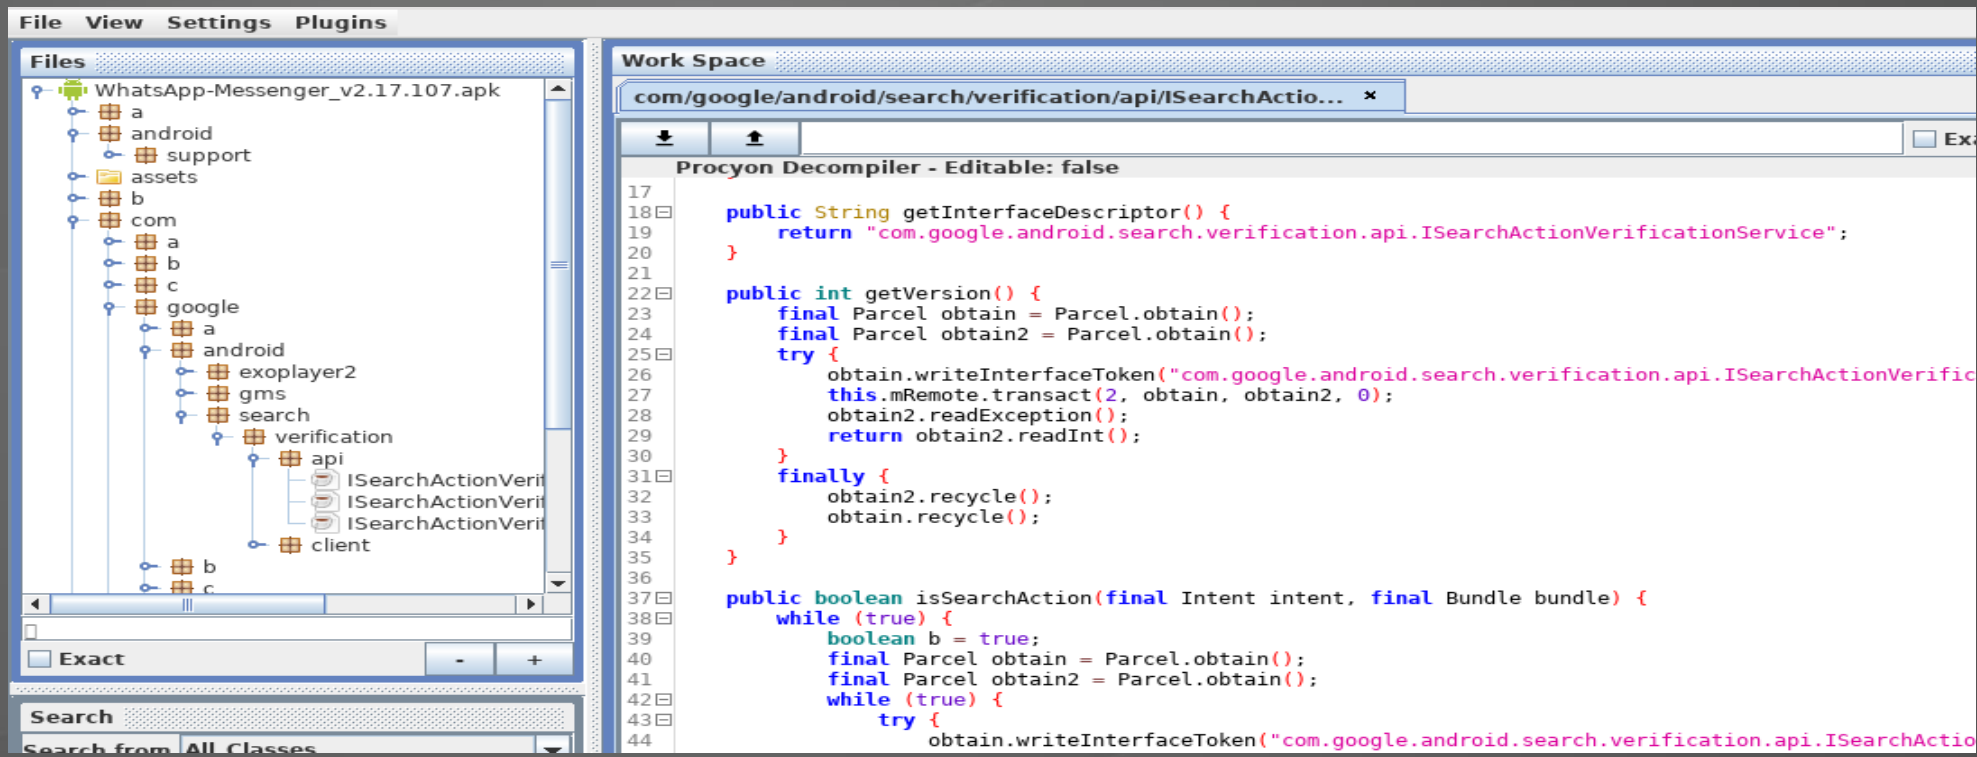 File View Settings Plugins
Files
WhatsApp-Messenger_v2.17.107.apk
a
android
support
assets
b
com
a
b
c
google
a
android
exoplayer2
gms
search
verification
api
ISearchActionVerif
ISearchActionVerif
ISearchActionVerif
client
b
c
Exact
- +
Search
Search from All Classes
Work Space
com/google/android/search/verification/api/ISearchActio... ×
Exa
Procyon Decompiler - Editable: false
17
18 public String getInterfaceDescriptor() {
19 return "com.google.android.search.verification.api.ISearchActionVerificationService";
20 }
21
22 public int getVersion() {
23 final Parcel obtain = Parcel.obtain();
24 final Parcel obtain2 = Parcel.obtain();
25 try {
26 obtain.writeInterfaceToken("com.google.android.search.verification.api.ISearchActionVerific
27 this.mRemote.transact(2, obtain, obtain2, 0);
28 obtain2.readException();
29 return obtain2.readInt();
30 }
31 finally {
32 obtain2.recycle();
33 obtain.recycle();
34 }
35 }
36
37 public boolean isSearchAction(final Intent intent, final Bundle bundle) {
38 while (true) {
39 boolean b = true;
40 final Parcel obtain = Parcel.obtain();
41 final Parcel obtain2 = Parcel.obtain();
42 while (true) {
43 try {
44 obtain.writeInterfaceToken("com.google.android.search.verification.api.ISearchActio